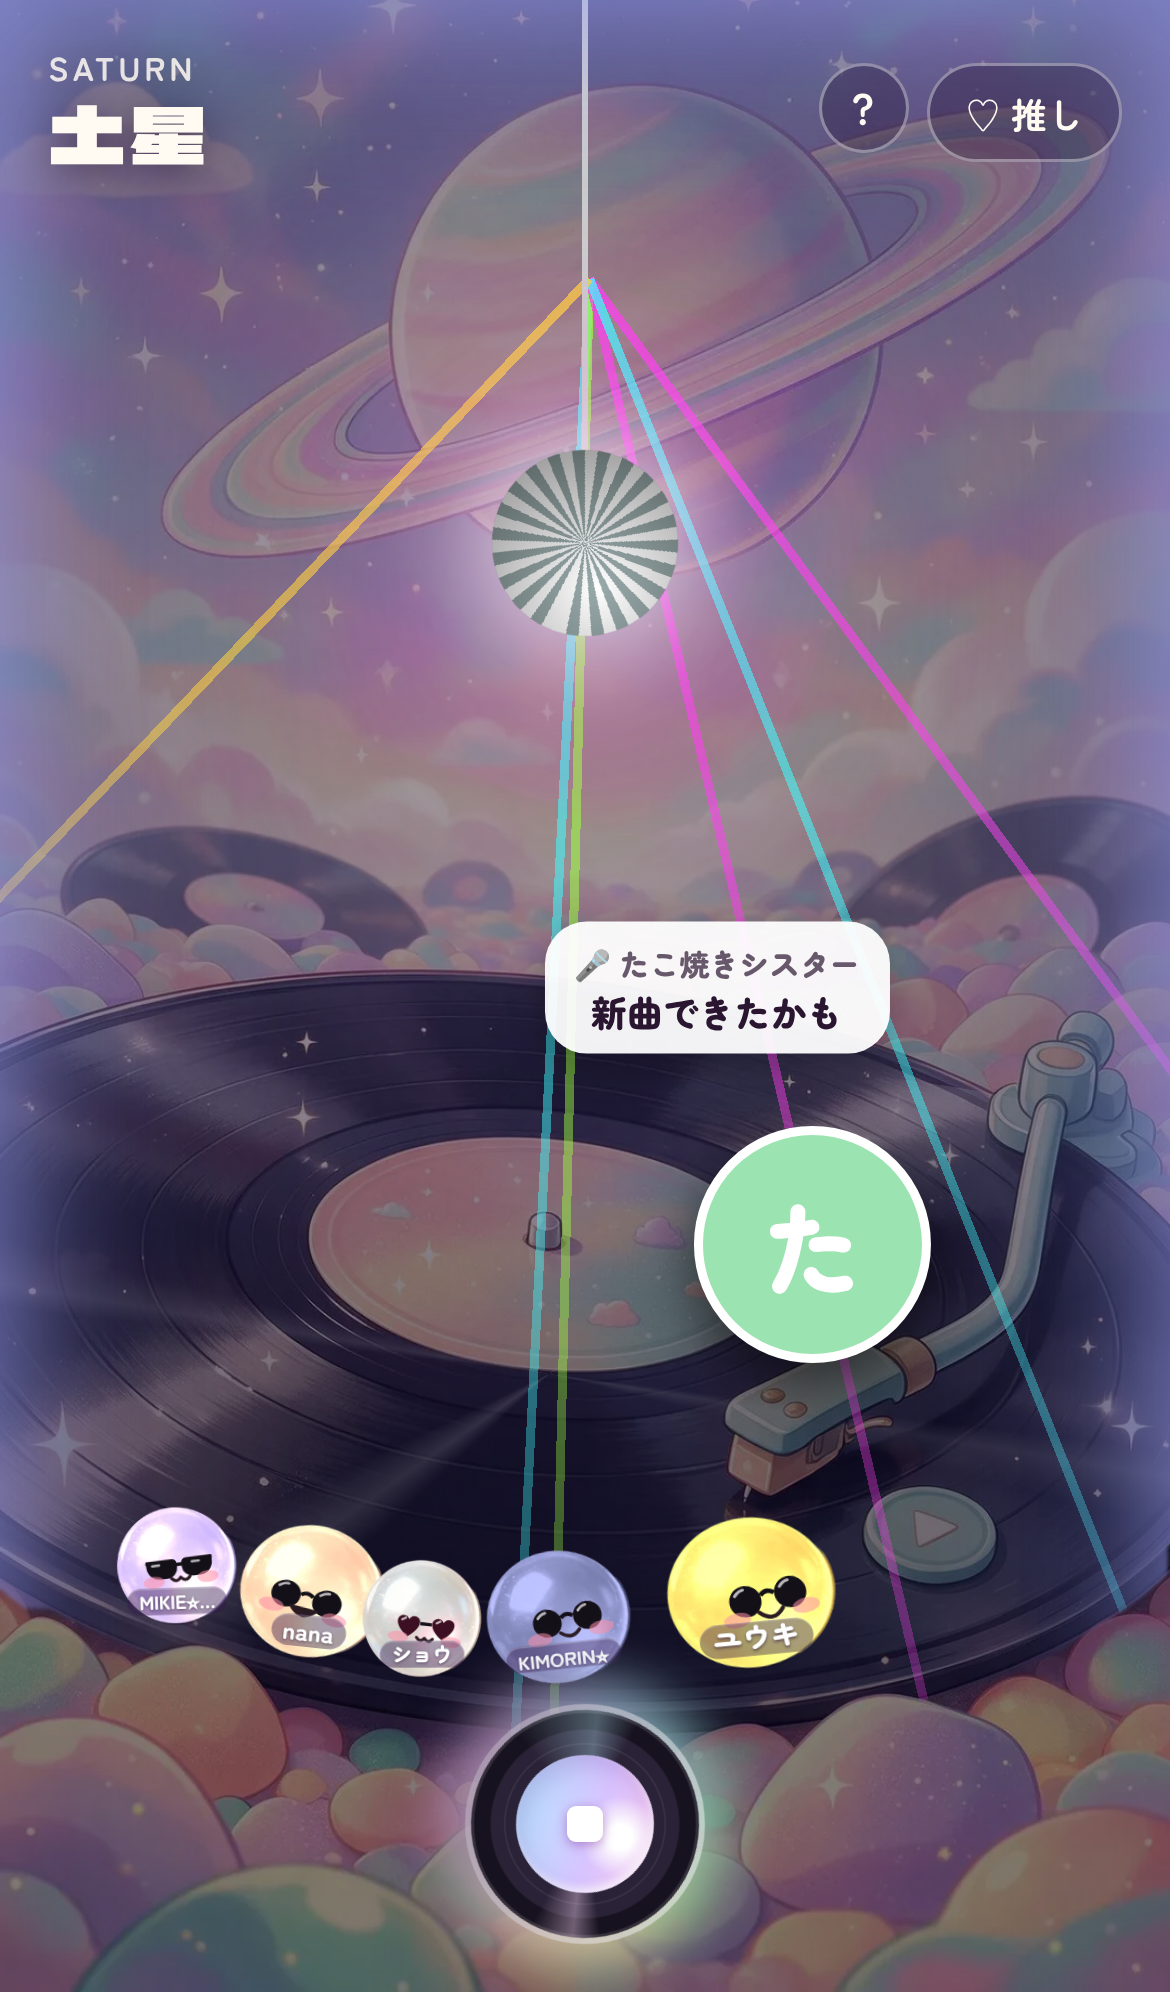 SATURN
土星
?
♡ 推し
🎤 たこ焼きシスター
新曲できたかも
た
MIKIE☆...
nana
ショウ
KIMORIN☆
ユウキ